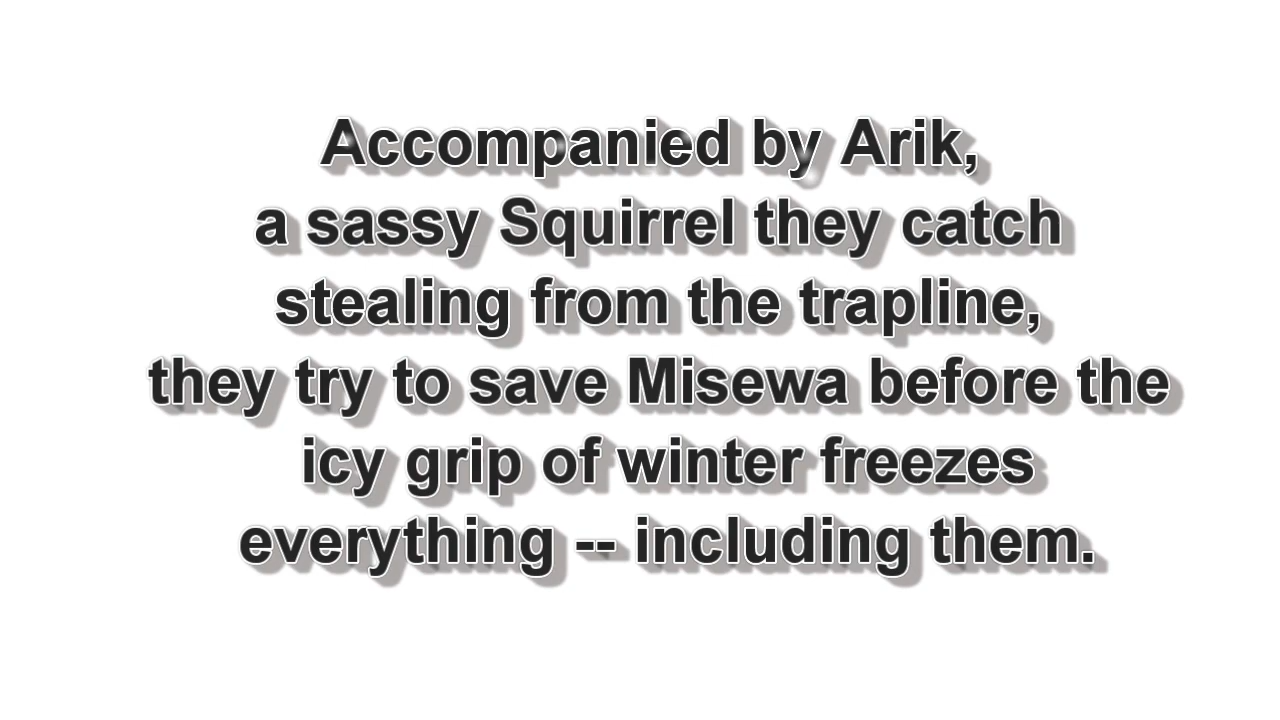 Accompanied by Arik,
a sassy Squirrel they catch
stealing from the trapline,
they try to save Misewa before the
icy grip of winter freezes
everything -- including them.